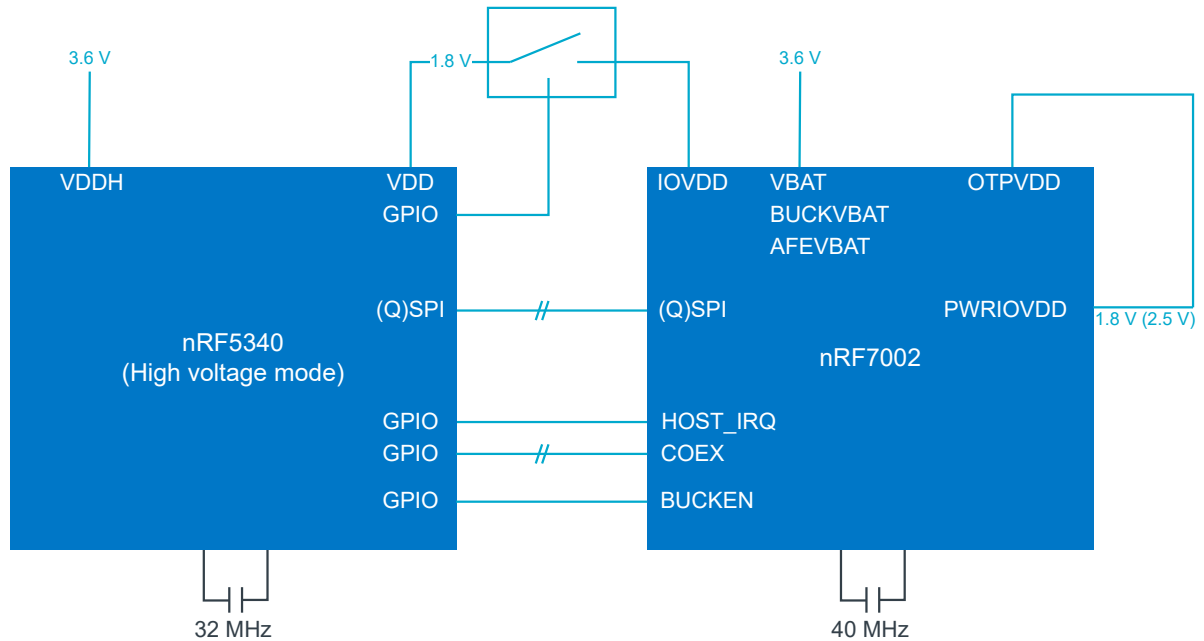 3.6 V
1.8 V
3.6 V
VDDH
VDD
GPIO
IOVDD
VBAT
BUCKVBAT
AFEVBAT
OTPVDD
(Q)SPI
(Q)SPI
PWRIOVDD
1.8 V (2.5 V)
nRF5340
(High voltage mode)
nRF7002
GPIO
HOST_IRQ
GPIO
COEX
GPIO
BUCKEN
32 MHz
40 MHz